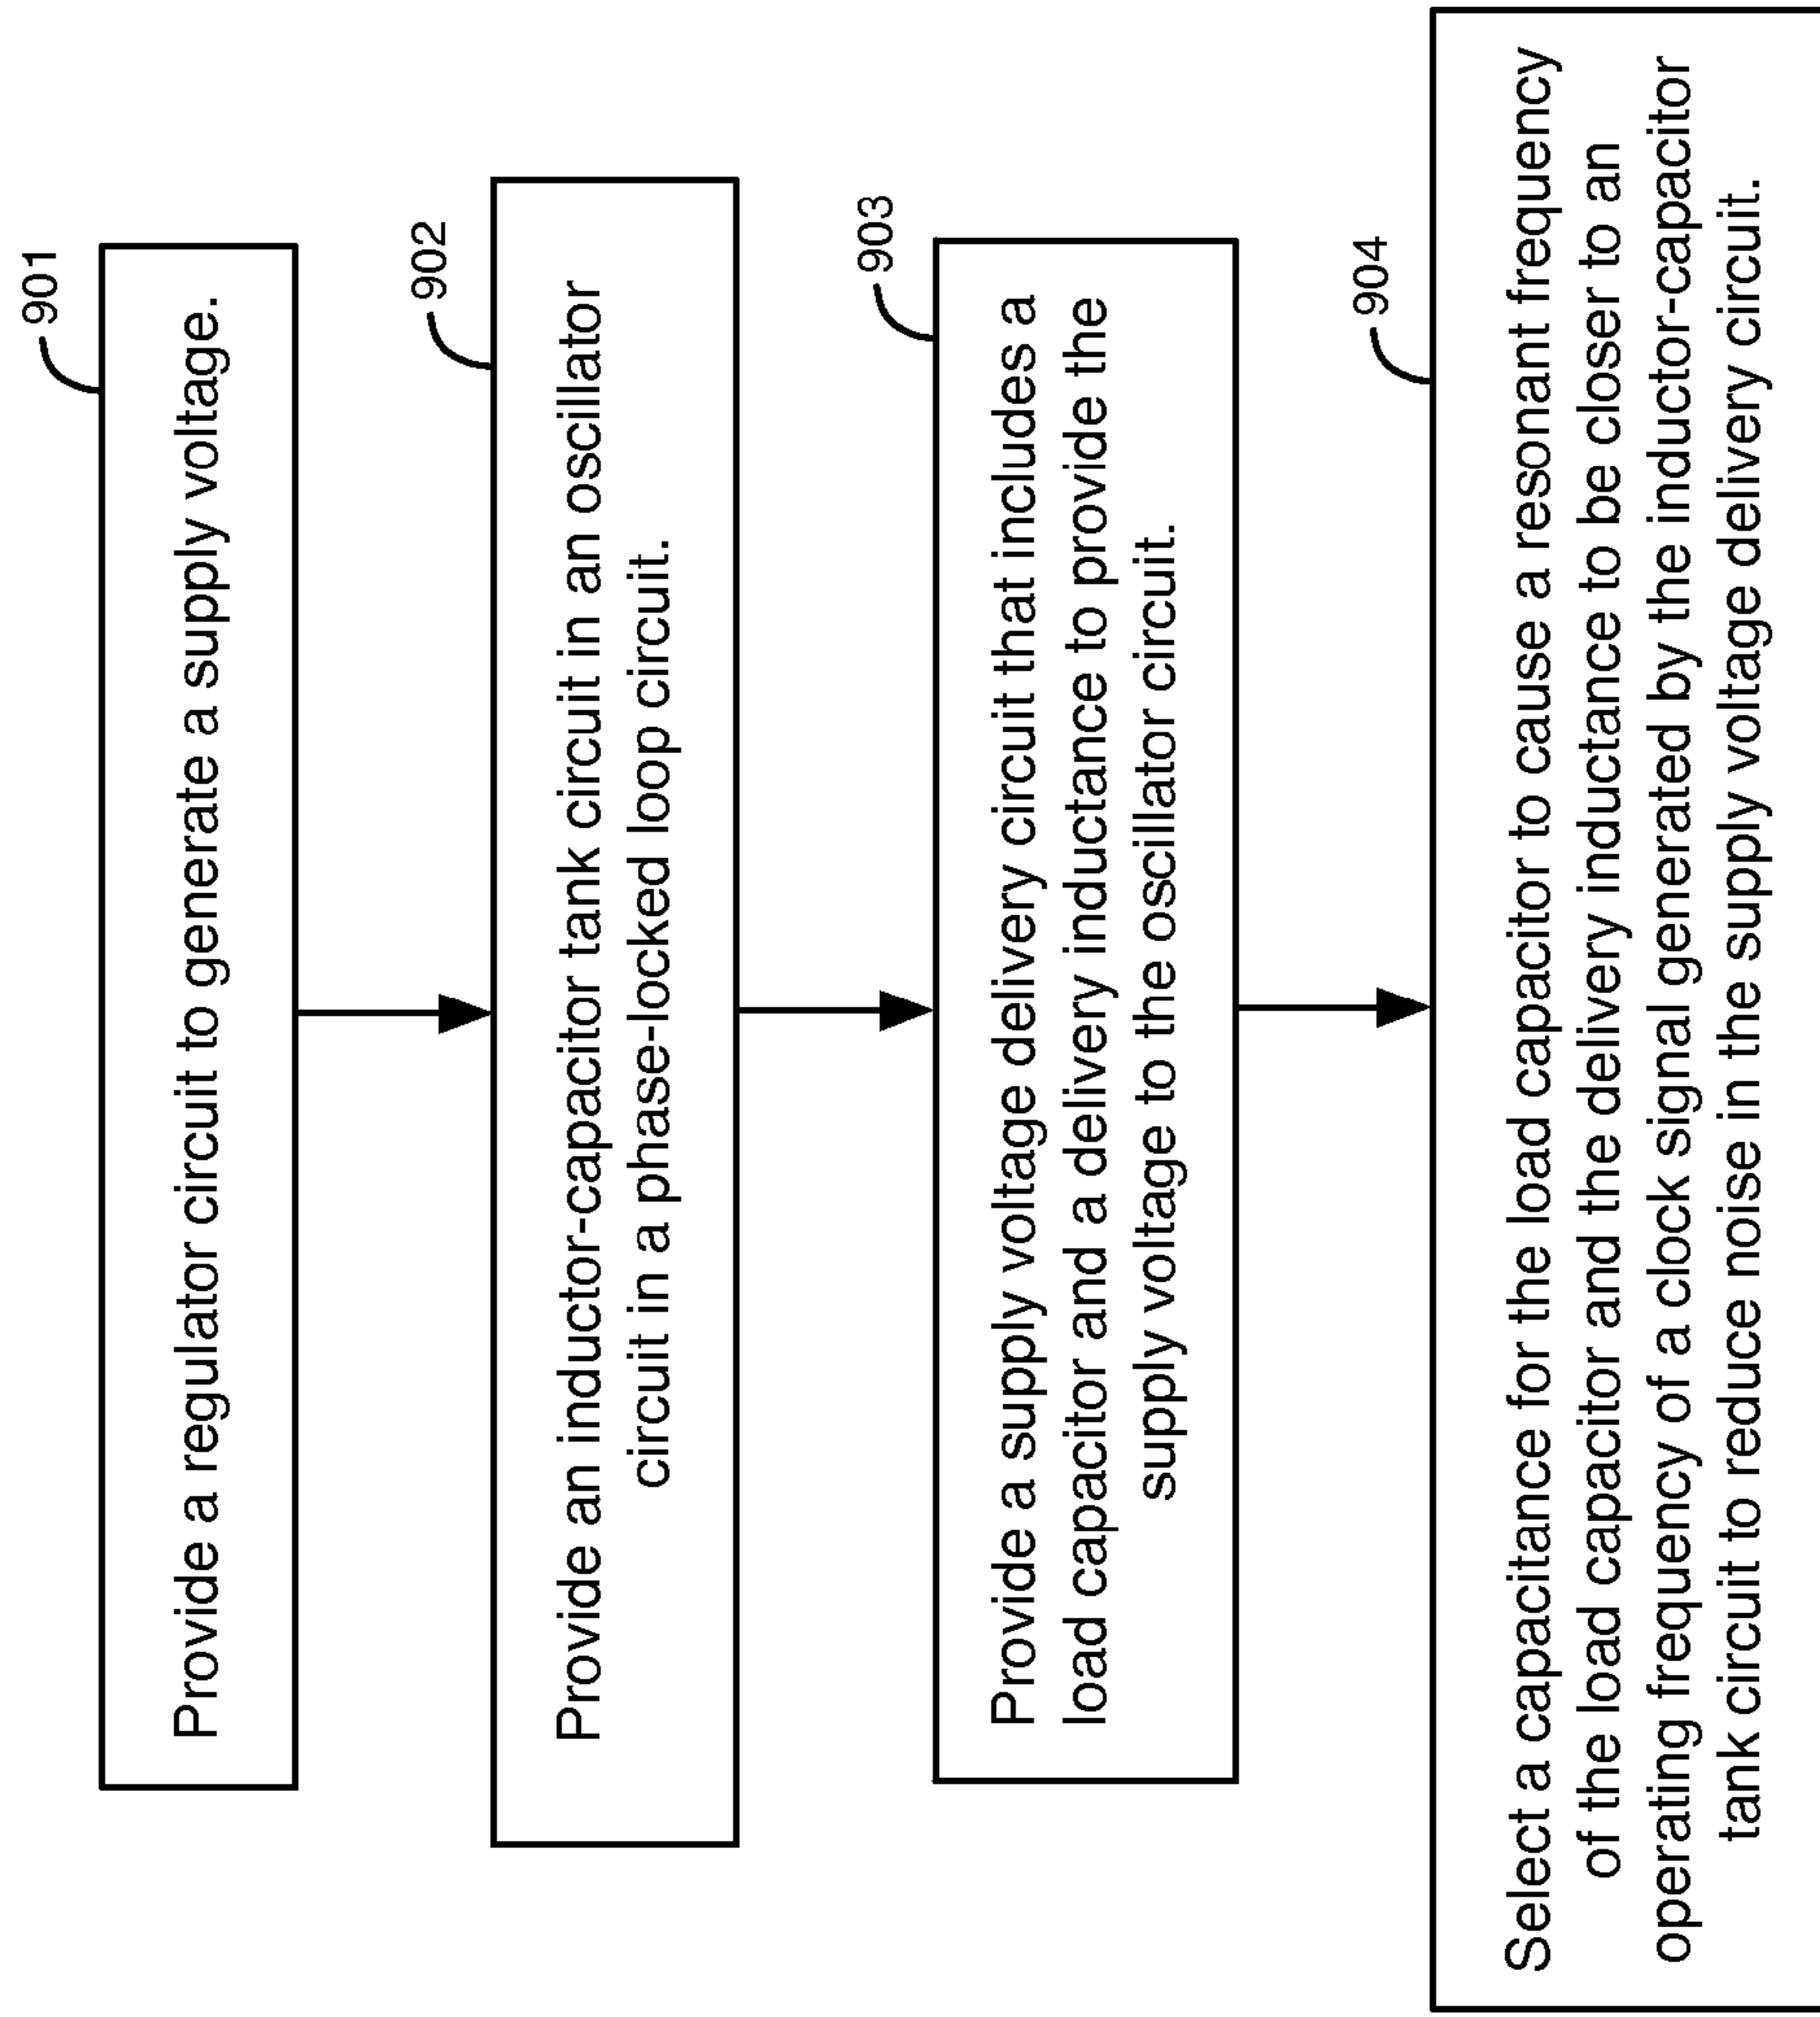 901
Provide a regulator circuit to generate a supply voltage.
902
Provide an inductor-capacitor tank circuit in an oscillator
circuit in a phase-locked loop circuit.
903
Provide a supply voltage delivery circuit that includes a
load capacitor and a delivery inductance to provide the
supply voltage to the oscillator circuit.
904
Select a capacitance for the load capacitor to cause a resonant frequency
of the load capacitor and the delivery inductance to be closer to an
operating frequency of a clock signal generated by the inductor-capacitor
tank circuit to reduce noise in the supply voltage delivery circuit.